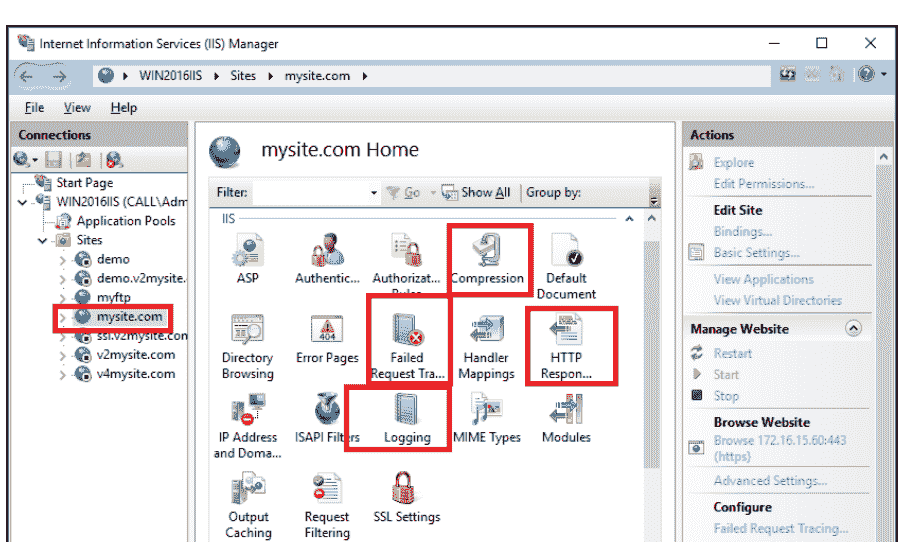 Internet Information Services (IIS) Manager
WIN2016IIS Sites mysite.com
File View Help
Connections
Start Page
WIN2016IIS (CALL\Adm
Application Pools
Sites
demo
demo.v2mysite.
myftp
mysite.com
ssl.v2mysite.com
v2mysite.com
v4mysite.com
mysite.com Home
Filter: Go Show All Group by:
IIS
ASP
Authentic...
Authorizat...
Rules
Compression
Default
Document
Directory
Browsing
404
Error Pages
Failed
Request Tra...
Handler
Mappings
HTTP
Respon...
IP Address
and Doma...
ISAPI Filters
Logging
MIME Types
Modules
Output
Caching
Request
Filtering
SSL Settings
Actions
Explore
Edit Permissions...
Edit Site
Bindings...
Basic Settings...
View Applications
View Virtual Directories
Manage Website
Restart
Start
Stop
Browse Website
Browse 172.16.15.60:443
(https)
Advanced Settings...
Configure
Failed Request Tracing...